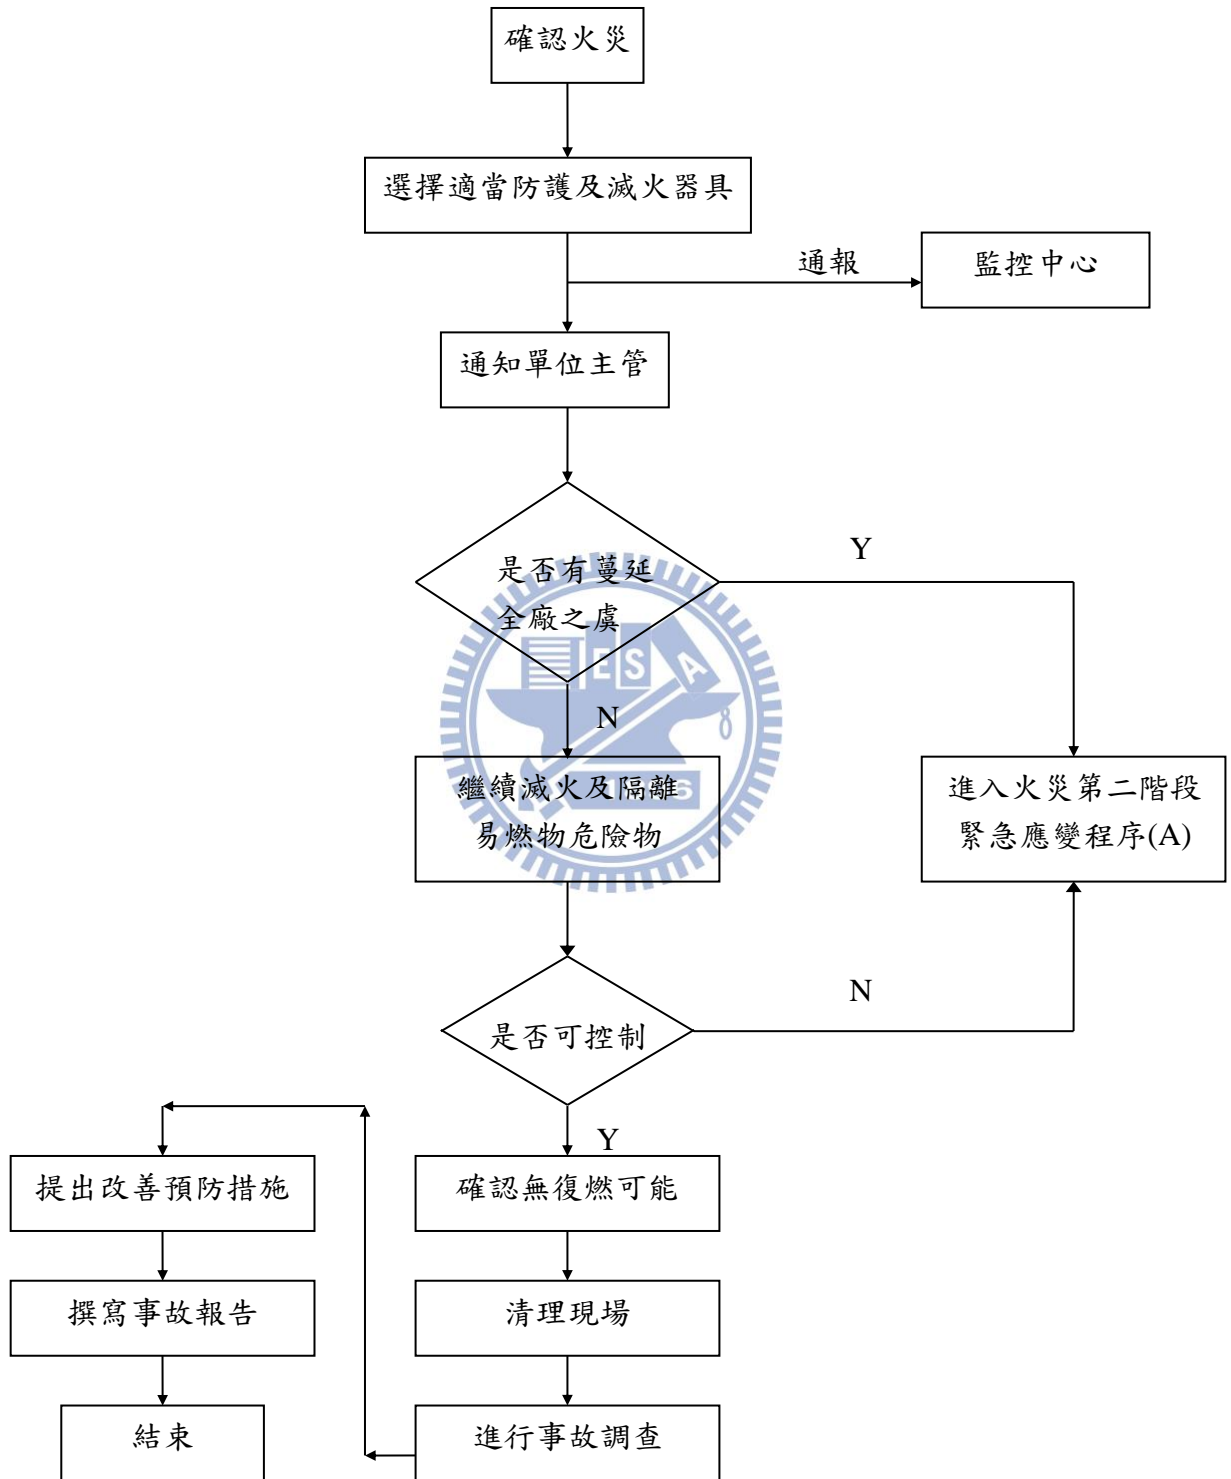 確認火災
選擇適當防護及滅火器具
通報
監控中心
通知單位主管
Y
是否有蔓延
全廠之虞
E S A
N
繼續滅火及隔離
易燃物危險物
進入火災第二階段
緊急應變程序(A)
N
是否可控制
Y
提出改善預防措施
確認無復燃可能
撰寫事故報告
清理現場
結束
進行事故調查